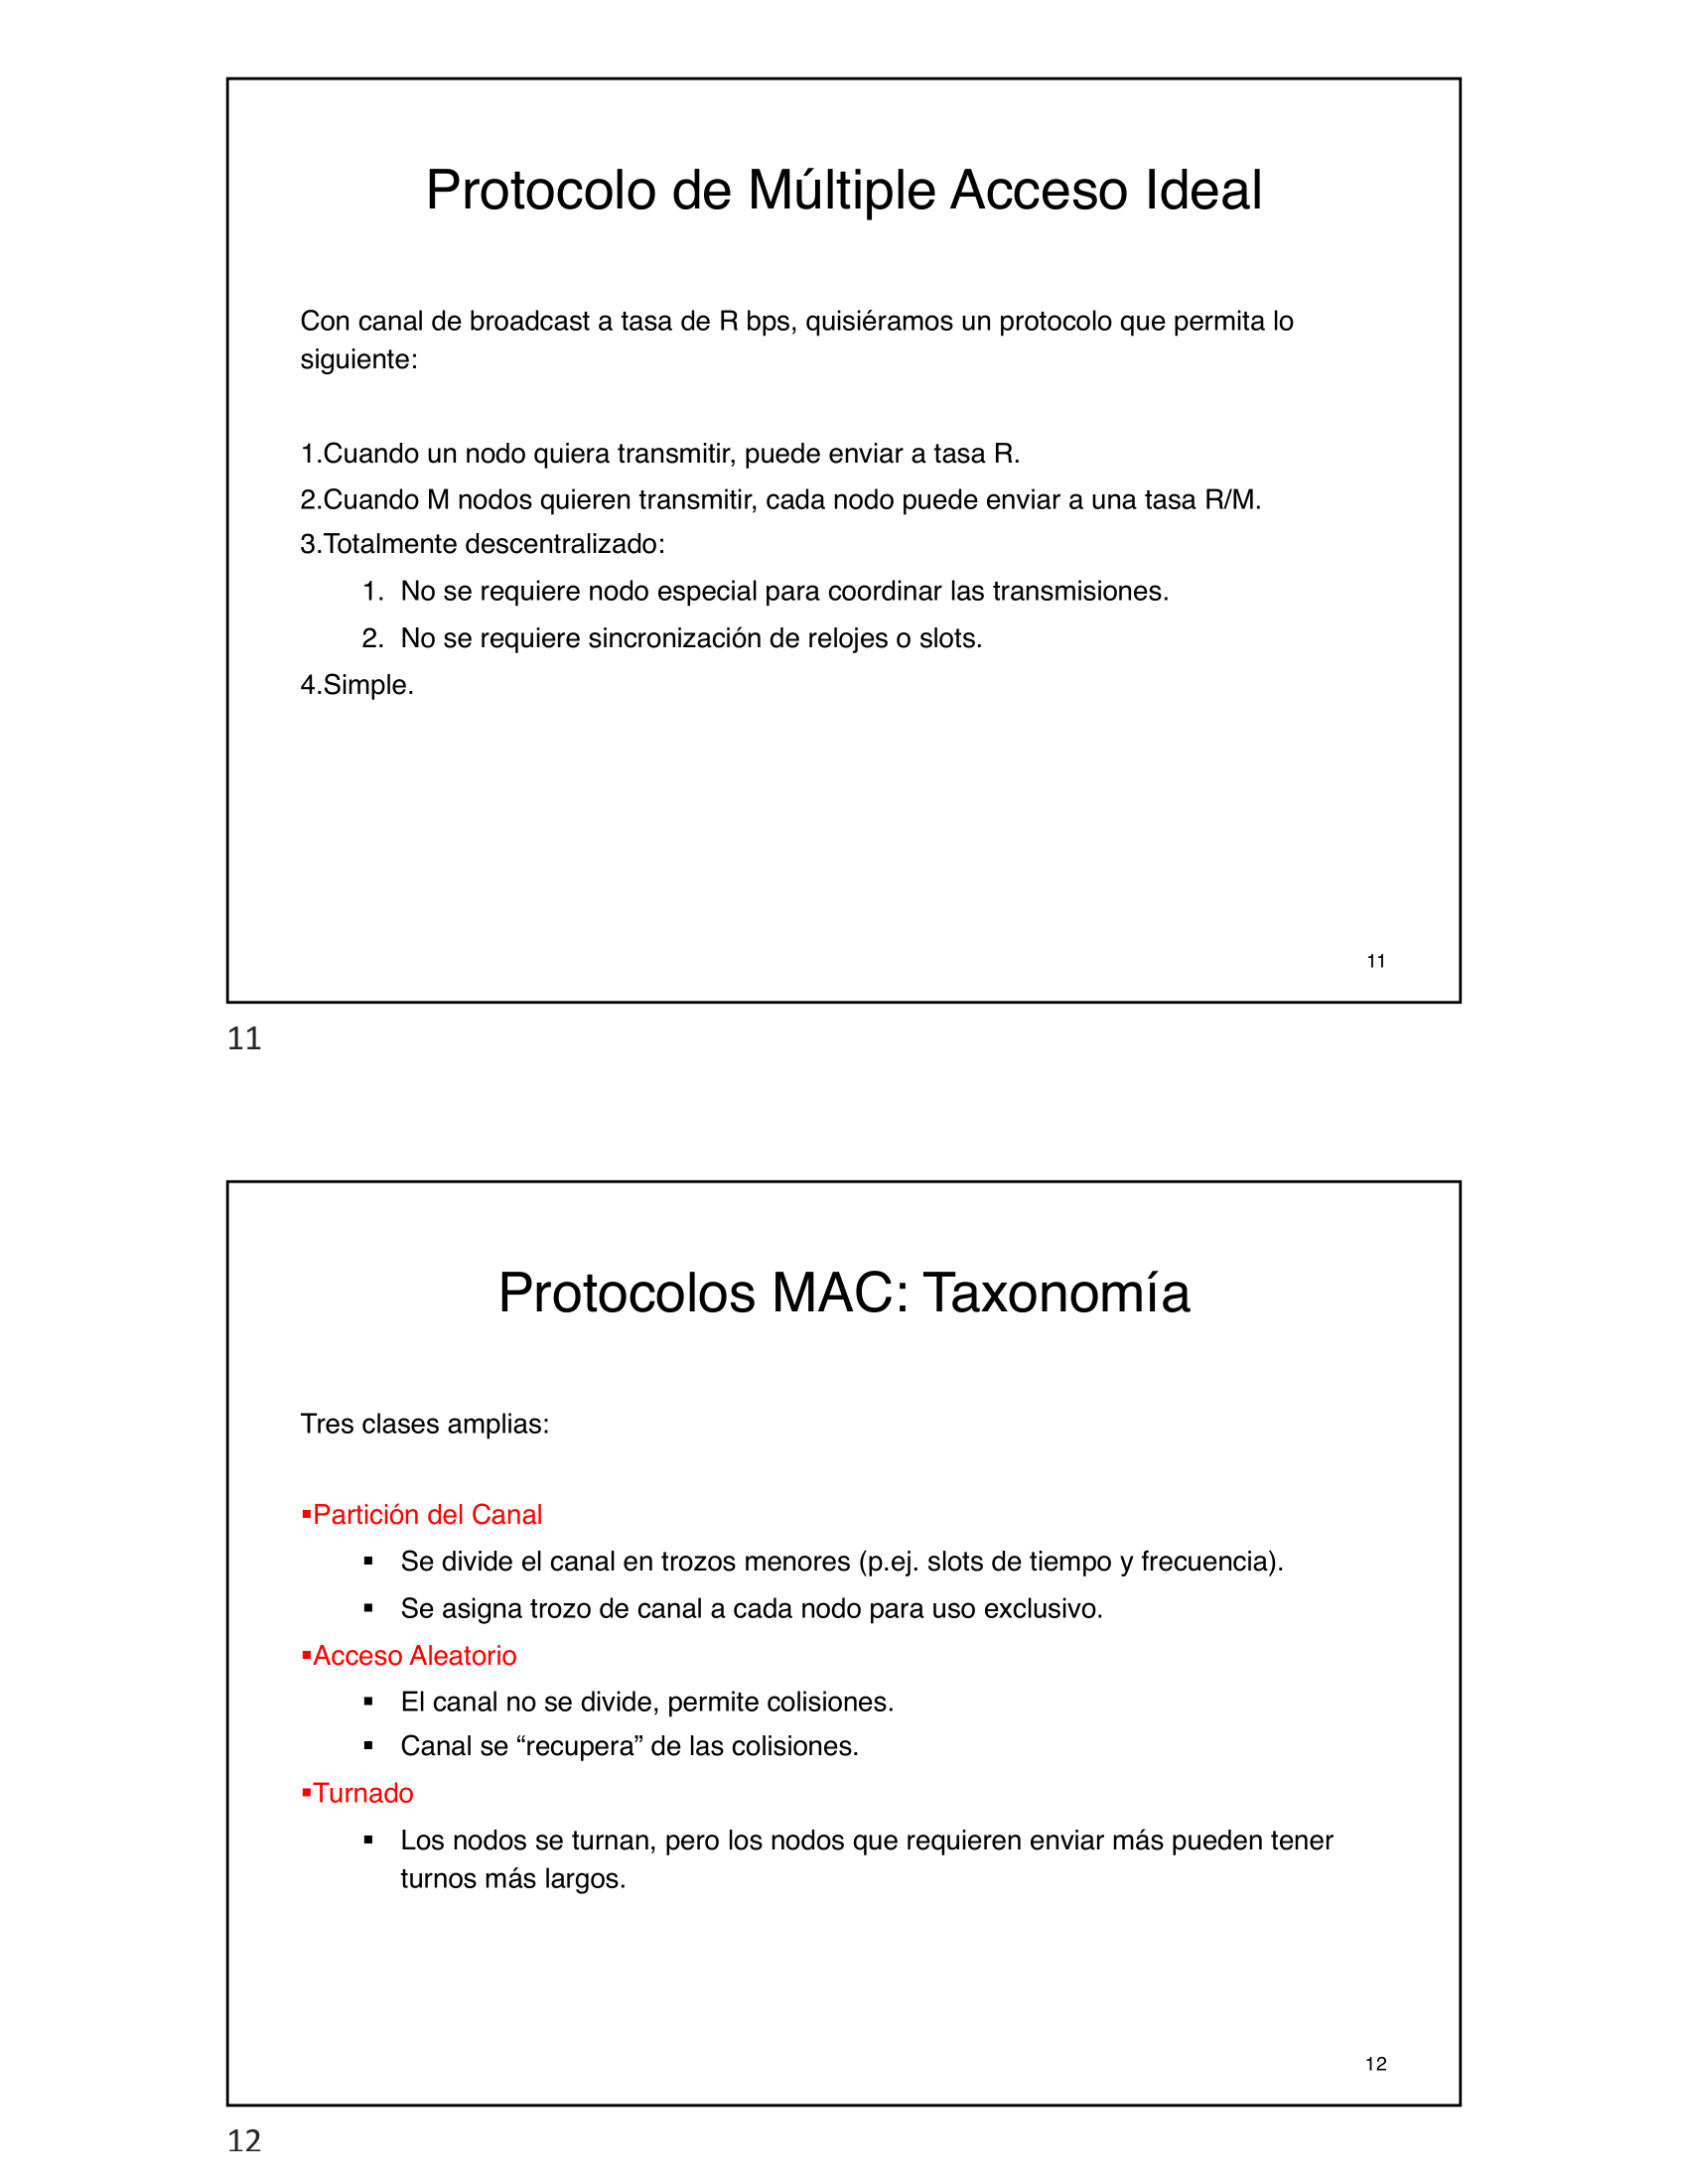 Protocolo de Múltiple Acceso Ideal
Con canal de broadcast a tasa de R bps, quisiéramos un protocolo que permita lo
siguiente:
1.Cuando un nodo quiera transmitir, puede enviar a tasa R.
2.Cuando M nodos quieren transmitir, cada nodo puede enviar a una tasa R/M.
3.Totalmente descentralizado:
1. No se requiere nodo especial para coordinar las transmisiones.
2. No se requiere sincronización de relojes o slots.
4.Simple.
11
11
Protocolos MAC: Taxonomía
Tres clases amplias:
▪Partición del Canal
▪ Se divide el canal en trozos menores (p.ej. slots de tiempo y frecuencia).
▪ Se asigna trozo de canal a cada nodo para uso exclusivo.
▪Acceso Aleatorio
▪ El canal no se divide, permite colisiones.
▪ Canal se “recupera” de las colisiones.
▪Turnado
▪ Los nodos se turnan, pero los nodos que requieren enviar más pueden tener
turnos más largos.
12
12